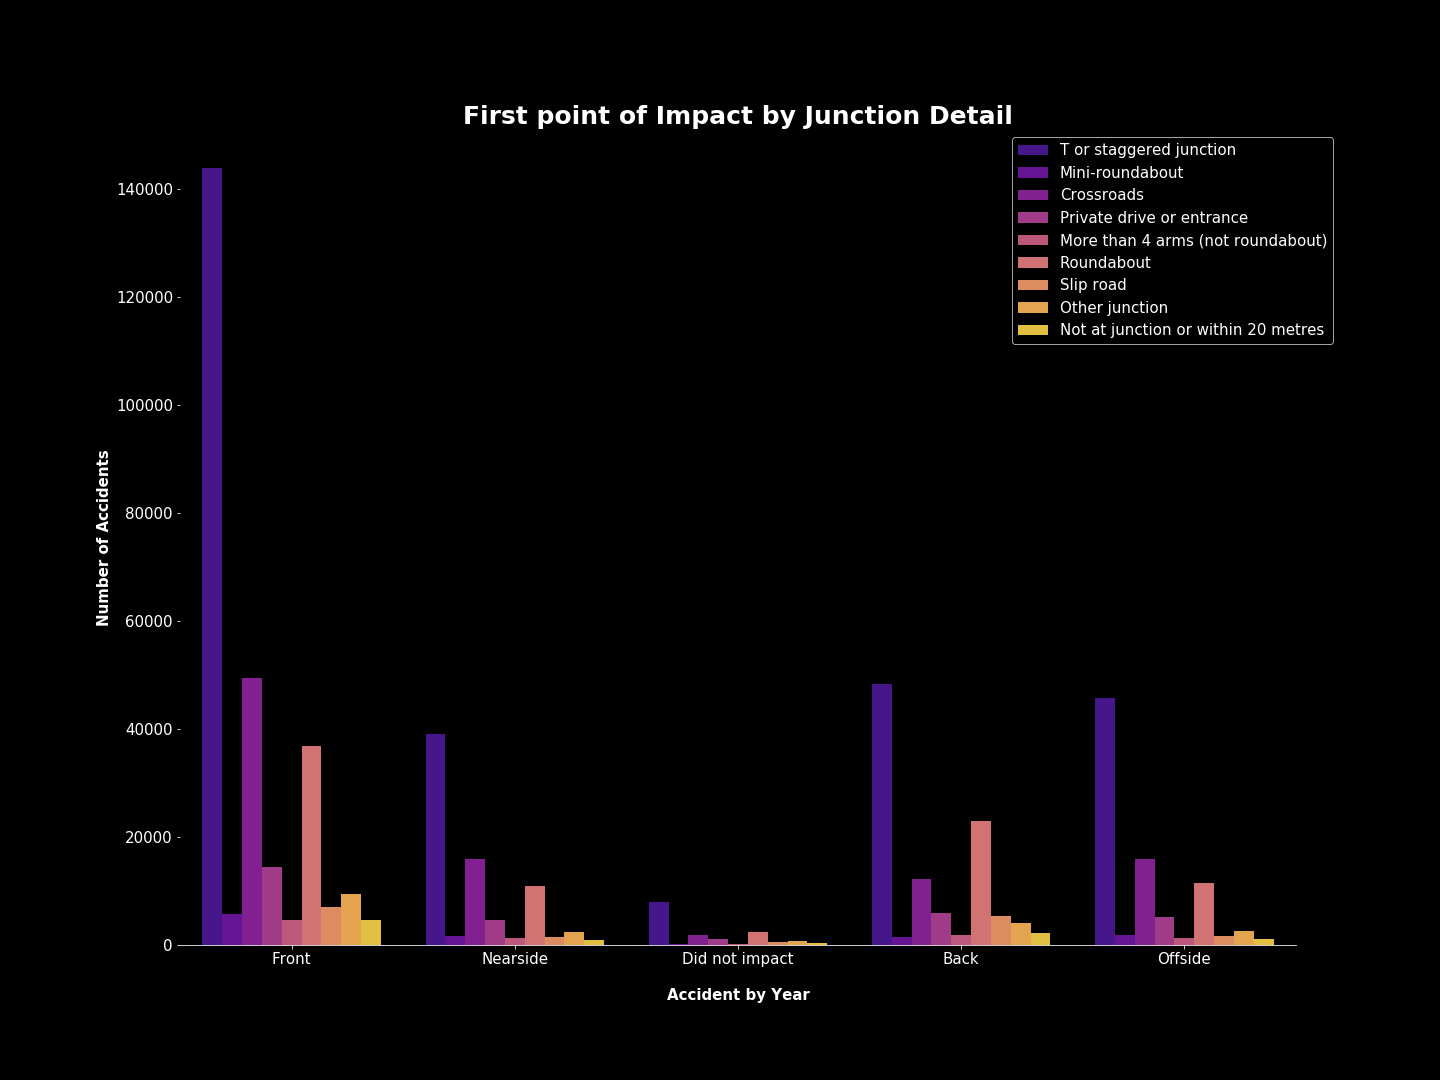 First point of Impact by Junction Detail
T or staggered junction
Mini-roundabout
Crossroads
Private drive or entrance
More than 4 arms (not roundabout)
Roundabout
Slip road
Other junction
Not at junction or within 20 metres
Number of Accidents
140000
120000
100000
80000
60000
40000
20000
0
Front Nearside Did not impact Back Offside
Accident by Year